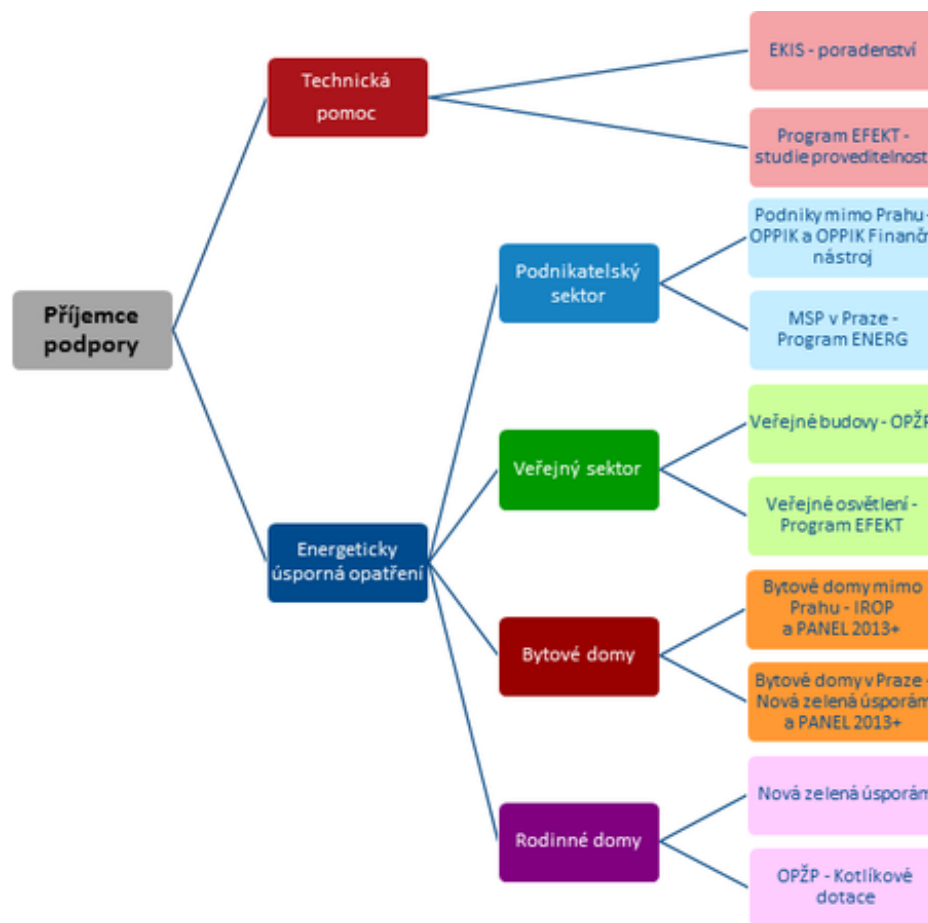 EKIS - poradenství
Technická
pomoc
Program EFEKT -
studie proveditelnost
Podniky mimo Prahu -
OPPIK a OPPIK Finančn
nástroj
Podnikatelský
sektor
MSP v Praze -
Program ENERG
Příjemce
podpory
Veřejné budovy - OPŽP
Veřejný sektor
Veřejné osvětlení -
Program EFEKT
Energeticky
úsporná opatření
Bytové domy mimo
Prahu - IROP
a PANEL 2013+
Bytové domy
Bytové domy v Praze -
Nová zelená úsporám
a PANEL 2013+
Nová zelená úsporám
Rodinné domy
OPŽP - Kotlíkové
dotace